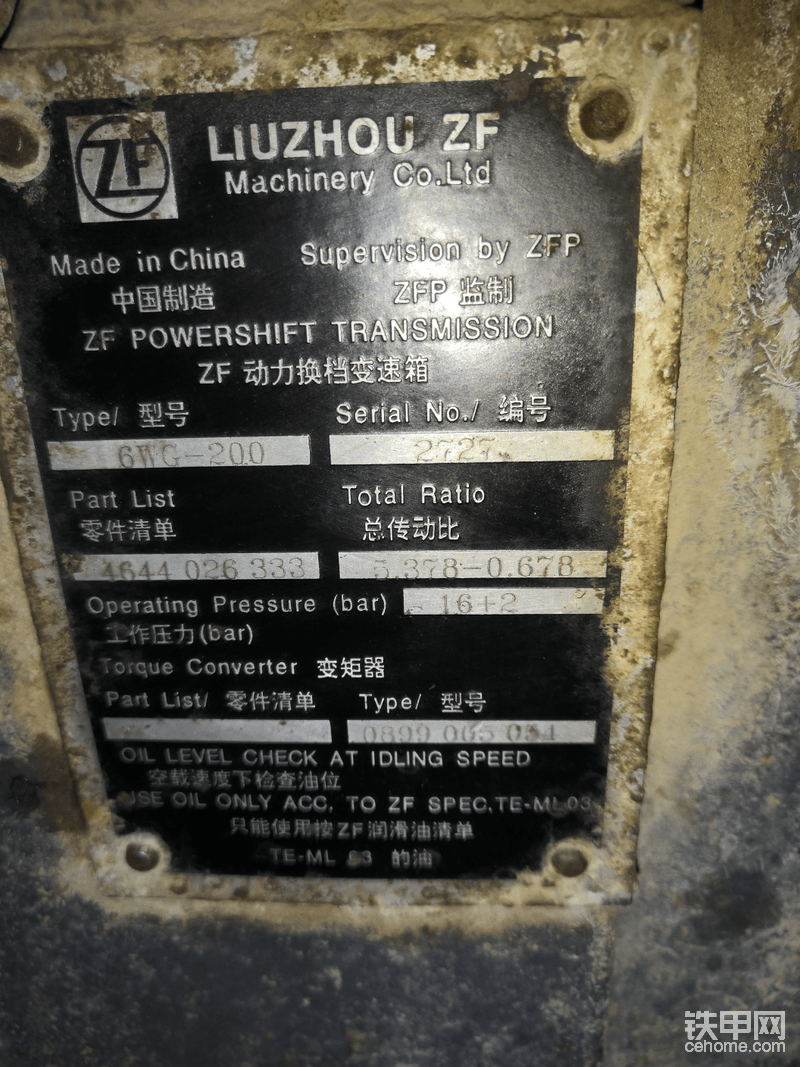 ZF LIUZHOU ZF
Machinery Co.Ltd
Made in China Supervision by ZFP
中国制造 ZFP 监制
ZF POWERSHIFT TRANSMISSION
ZF 动力换档变速箱
Type/ 型号 Serial No./ 编号
6WG-200 2727
Part List Total Ratio
零件清单 总传动比
4644 026 333 5.378-0.678
Operating Pressure (bar) 16+2
工作压力(bar)
Torque Converter 变矩器
Part List/ 零件清单 Type/ 型号
0899 005 054
OIL LEVEL CHECK AT IDLING SPEED
空载速度下检查油位
USE OIL ONLY ACC. TO ZF SPEC.TE-ML 03
只能使用按ZF润滑油清单
TE-ML 03 的油
铁甲网
cehome.com